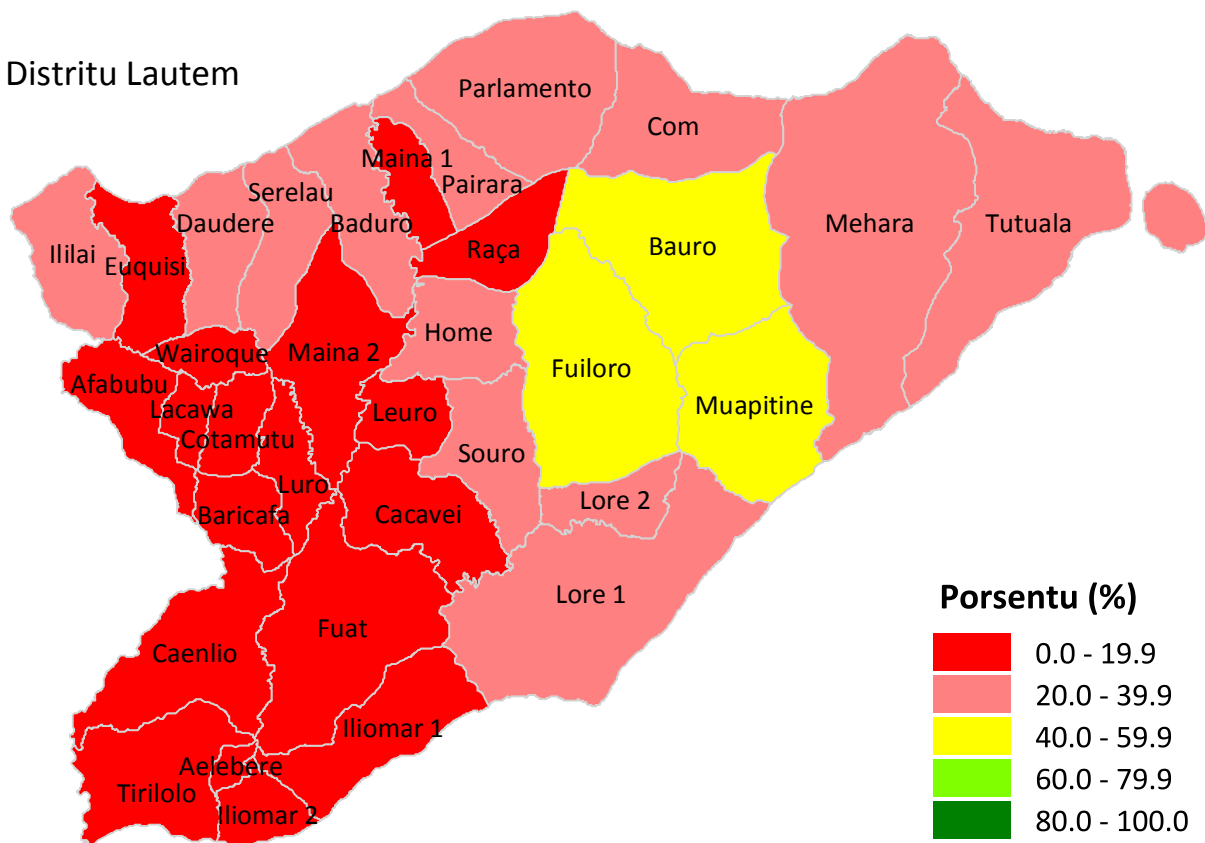 Distritu Lautem
Parlamento
Com
Maina 1
Pairara
Serelau
Daudere
Baduro
Mehara
Tutuala
Ililai
Euquisi
Raça
Bauro
Home
Wairoque
Maina 2
Fuiloro
Afabubu
Lacawa
Leuro
Muapitine
Cotamutu
Souro
Luro
Lore 2
Baricafa
Cacavei
Lore 1
Fuat
Caenlio
Iliomar 1
Aelebere
Tirilolo
Iliomar 2
Porsentu (%)
0.0 - 19.9
20.0 - 39.9
40.0 - 59.9
60.0 - 79.9
80.0 - 100.0